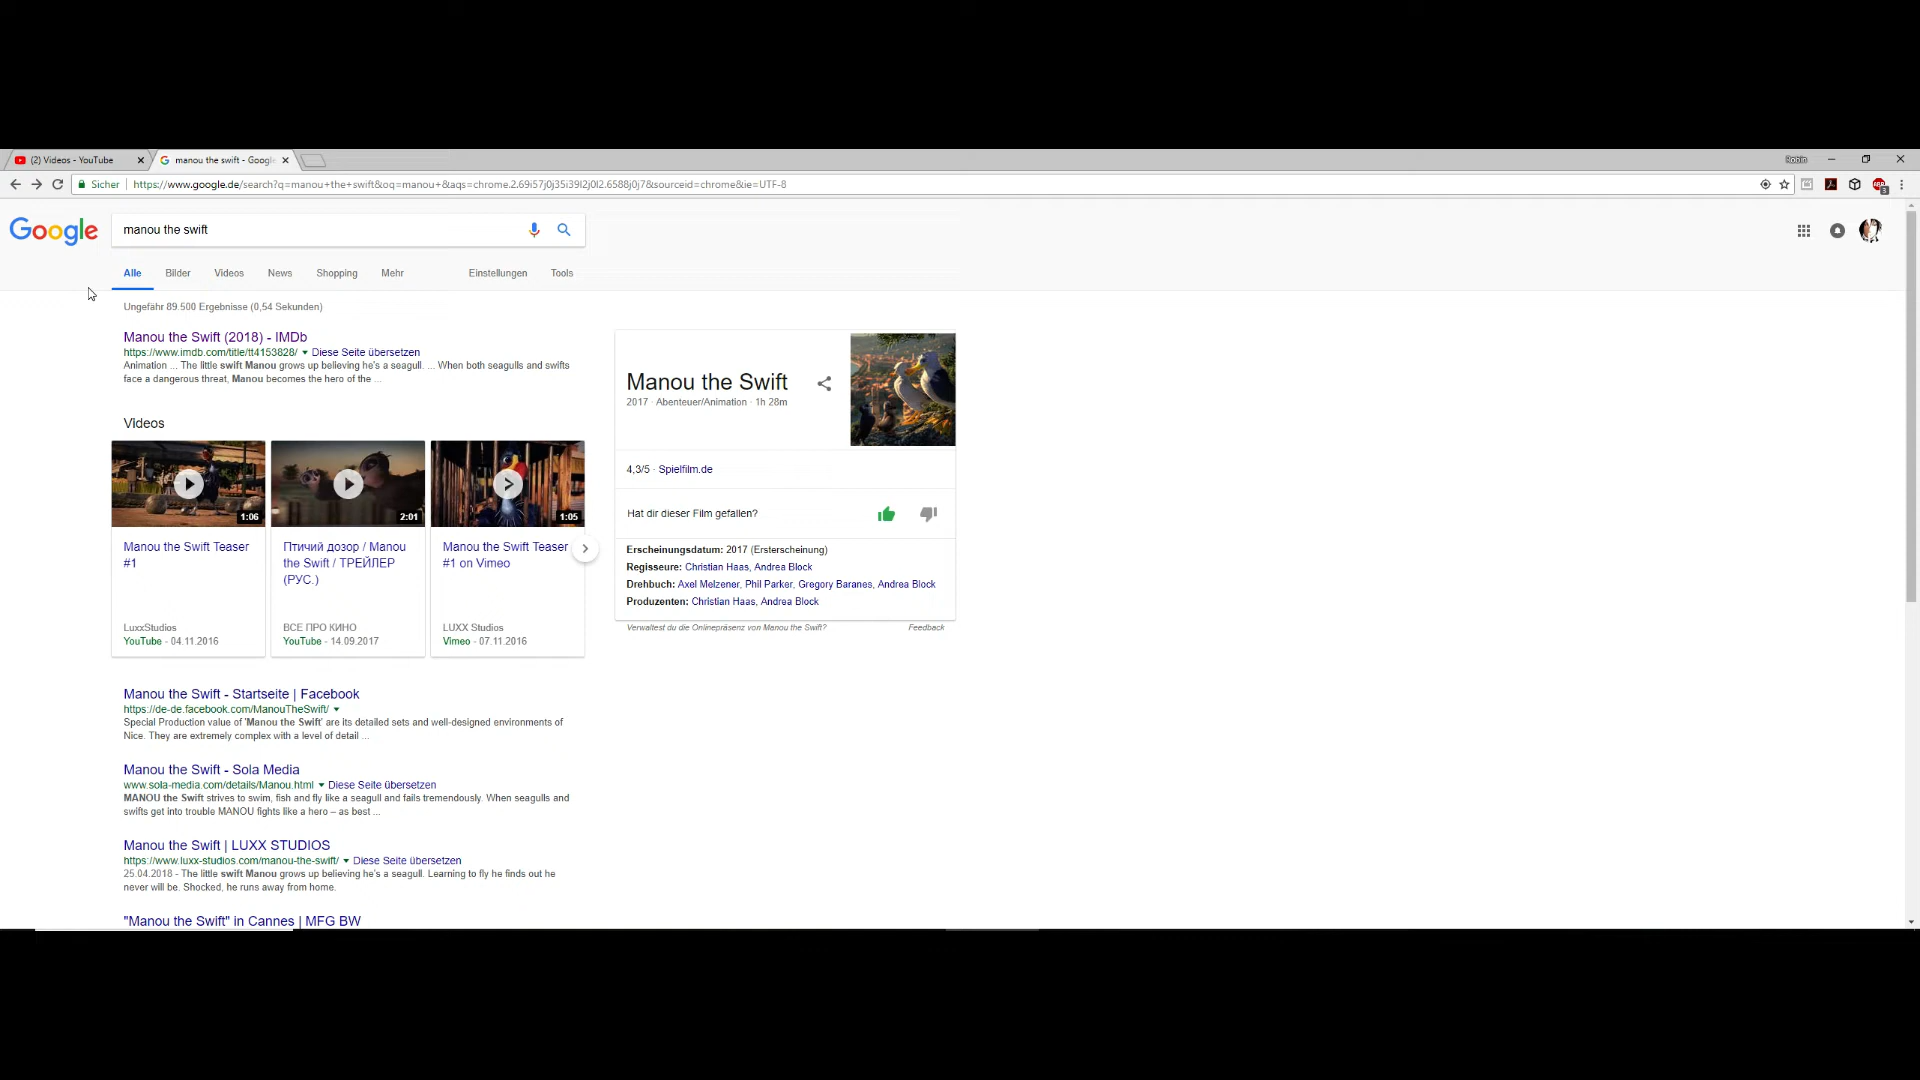 (2) Videos - YouTube
manou the swift - Google
Robin
Sicher
https://www.google.de/search?q=manou+the+swift&oq=manou+&aqs=chrome.2.69i57j0j35i39l2j0l2.6588j0j7&sourceid=chrome&ie=UTF-8
Google
manou the swift
Alle Bilder Videos News Shopping Mehr Einstellungen Tools
Ungefähr 89.500 Ergebnisse (0,54 Sekunden)
Manou the Swift (2018) - IMDb
https://www.imdb.com/title/tt4153828/ ▾ Diese Seite übersetzen
Animation ... The little swift Manou grows up believing he's a seagull. ... When both seagulls and swifts
face a dangerous threat, Manou becomes the hero of the ...
Videos
1:06
Manou the Swift Teaser
#1
LuxxStudios
YouTube - 04.11.2016
2:01
Птичий дозор / Manou
the Swift / ТРЕЙЛЕР
(РУС.)
ВСЕ ПРО КИНО
YouTube - 14.09.2017
1:05
Manou the Swift Teaser
#1 on Vimeo
LUXX Studios
Vimeo - 07.11.2016
Manou the Swift - Startseite | Facebook
https://de-de.facebook.com/ManouTheSwift/ ▾
Special Production value of 'Manou the Swift' are its detailed sets and well-designed environments of
Nice. They are extremely complex with a level of detail ...
Manou the Swift - Sola Media
www.sola-media.com/details/Manou.html ▾ Diese Seite übersetzen
MANOU the Swift strives to swim, fish and fly like a seagull and fails tremendously. When seagulls and
swifts get into trouble MANOU fights like a hero – as best ...
Manou the Swift | LUXX STUDIOS
https://www.luxx-studios.com/manou-the-swift/ ▾ Diese Seite übersetzen
25.04.2018 - The little swift Manou grows up believing he's a seagull. Learning to fly he finds out he
never will be. Shocked, he runs away from home.
"Manou the Swift" in Cannes | MFG BW
Manou the Swift
2017 · Abenteuer/Animation · 1h 28m
4,3/5 · Spielfilm.de
Hat dir dieser Film gefallen?
Erscheinungsdatum: 2017 (Ersterscheinung)
Regisseure: Christian Haas, Andrea Block
Drehbuch: Axel Melzener, Phil Parker, Gregory Baranes, Andrea Block
Produzenten: Christian Haas, Andrea Block
Verwaltest du die Onlinepräsenz von Manou the Swift?
Feedback